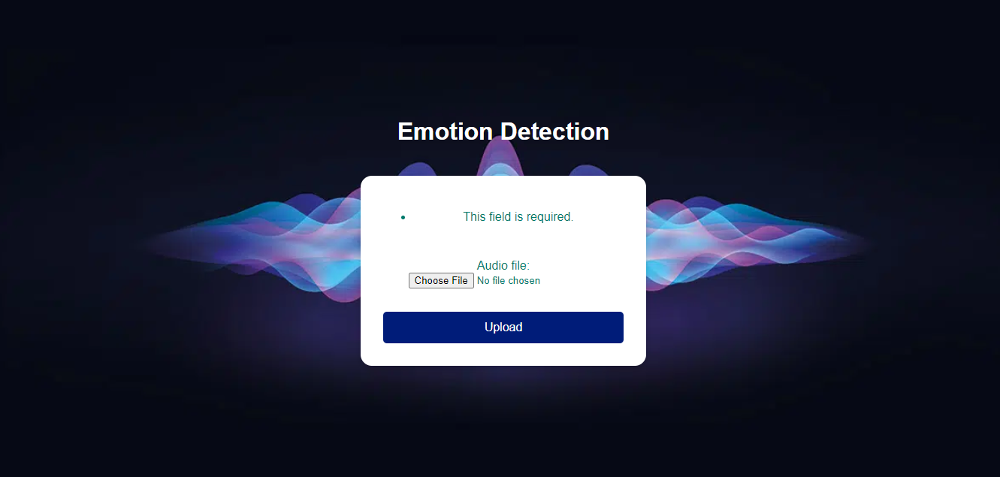 Emotion Detection
• This field is required.
Audio file:
Choose File No file chosen
Upload